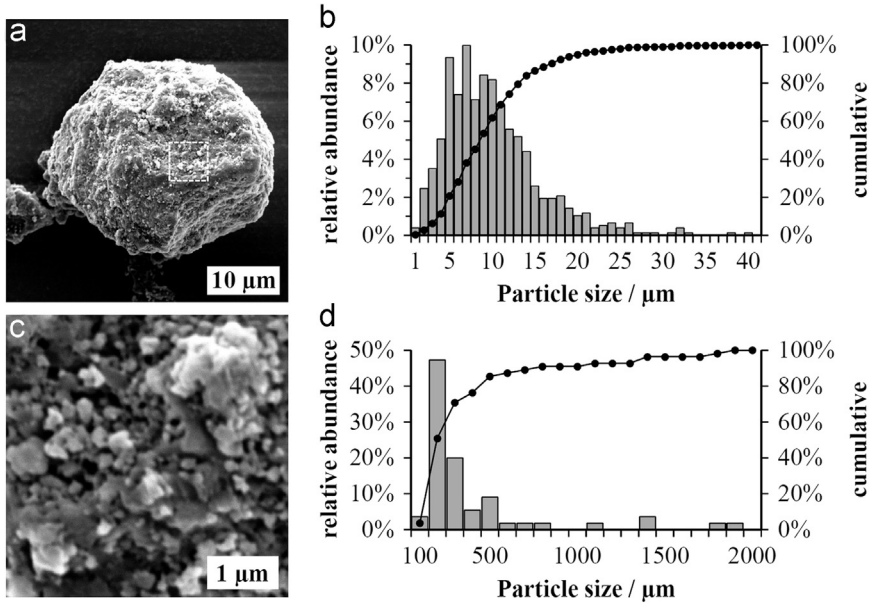 a
10 µm
b
relative abundance
10%
8%
6%
4%
2%
0%
100%
80%
60%
40%
20%
0%
cumulative
1 5 10 15 20 25 30 35 40
Particle size / µm
c
1 µm
d
relative abundance
50%
40%
30%
20%
10%
0%
100%
80%
60%
40%
20%
0%
cumulative
100 500 1000 1500 2000
Particle size / µm